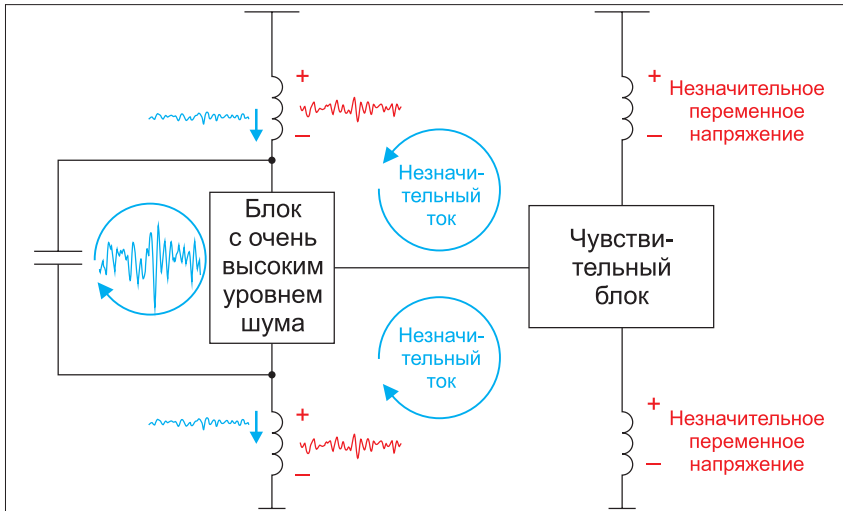 +
–
Незначи-
тельный
ток
+
–
Незначительное
переменное
напряжение
Блок
с очень
высоким
уровнем
шума
Чувстви-
тельный
блок
Незначи-
тельный
ток
+
–
+
–
Незначительное
переменное
напряжение